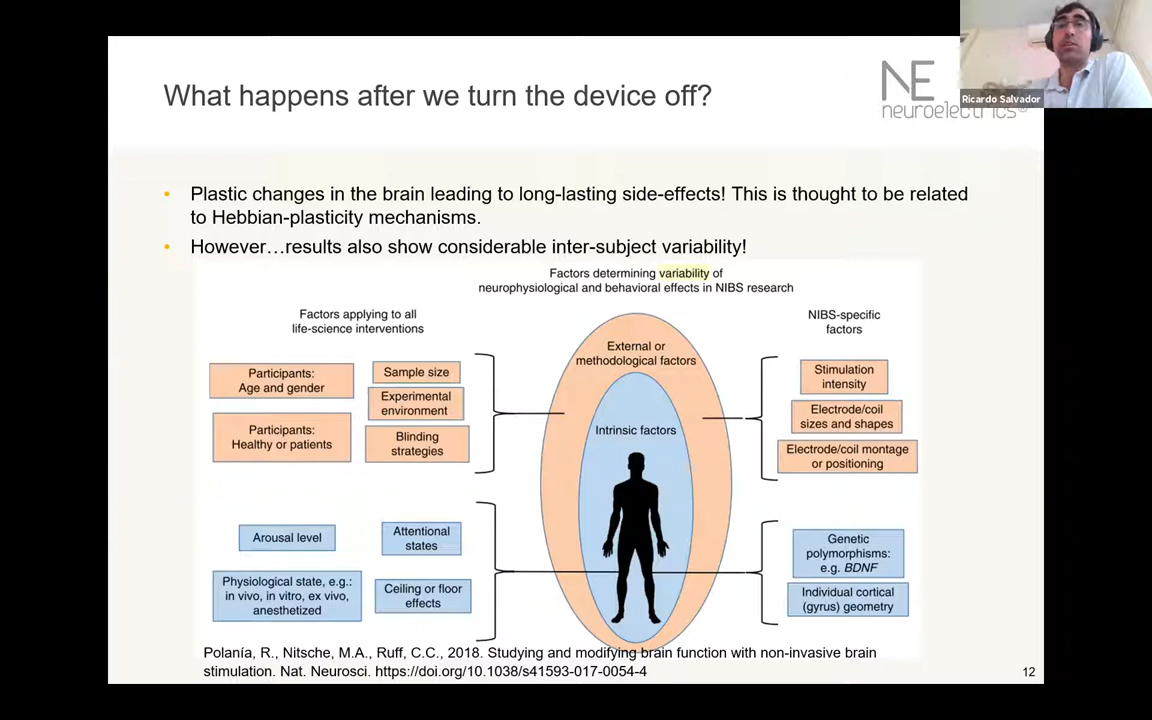 What happens after we turn the device off?
NE
neuroelectrics®
Ricardo Salvador
• Plastic changes in the brain leading to long-lasting side-effects! This is thought to be related
to Hebbian-plasticity mechanisms.
• However…results also show considerable inter-subject variability!
Factors determining variability of
neurophysiological and behavioral effects in NIBS research
Factors applying to all
life-science interventions
NIBS-specific
factors
External or
methodological factors
Intrinsic factors
Participants:
Age and gender
Sample size
Experimental
environment
Participants:
Healthy or patients
Blinding
strategies
Stimulation
intensity
Electrode/coil
sizes and shapes
Electrode/coil montage
or positioning
Arousal level
Attentional
states
Physiological state, e.g.:
in vivo, in vitro, ex vivo,
anesthetized
Ceiling or floor
effects
Genetic
polymorphisms:
e.g. BDNF
Individual cortical
(gyrus) geometry
Polanía, R., Nitsche, M.A., Ruff, C.C., 2018. Studying and modifying brain function with non-invasive brain
stimulation. Nat. Neurosci. https://doi.org/10.1038/s41593-017-0054-4
12